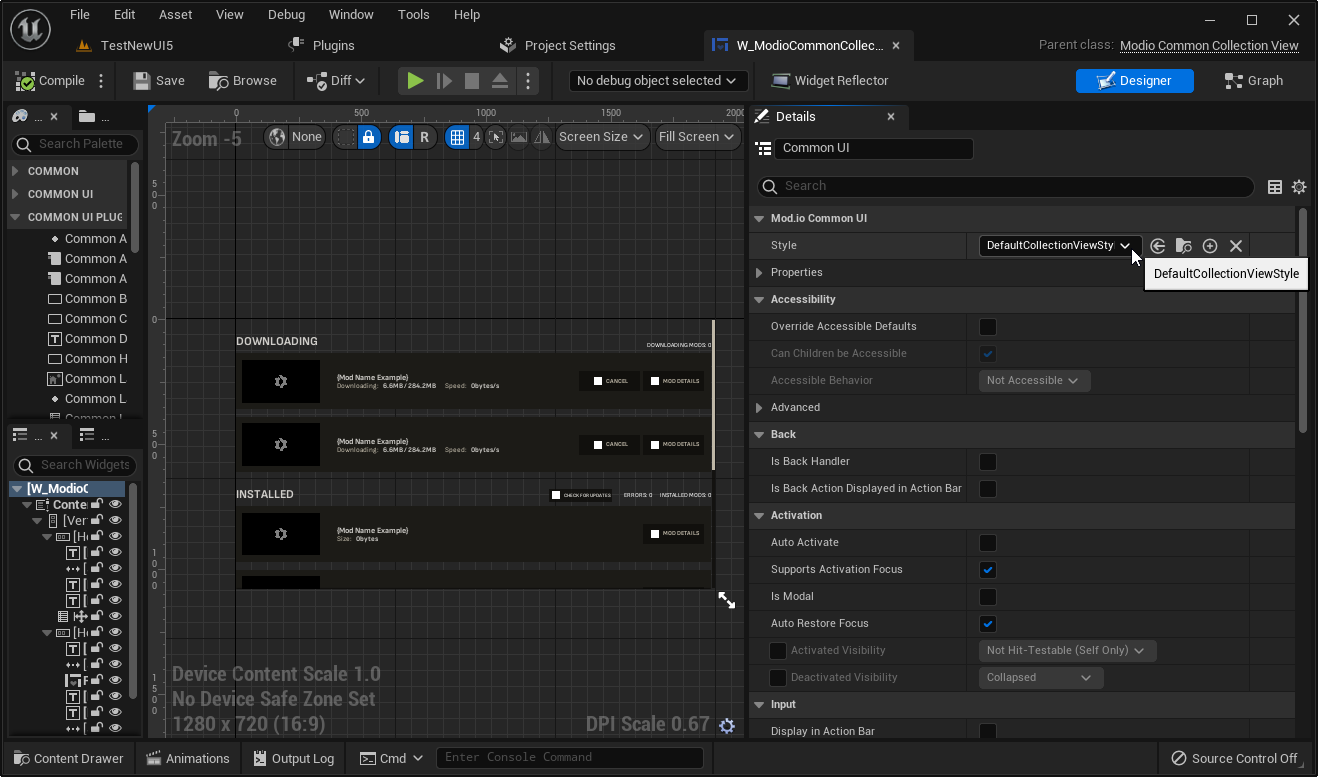 File Edit Asset View Debug Window Tools Help
TestNewUI5 Plugins Project Settings W_ModioCommonCollec... Parent class: Modio Common Collection View
Compile Save Browse Diff No debug object selected Widget Reflector Designer Graph
... ...
Search Palette
COMMON
COMMON UI
COMMON UI PLUG
Common A
Common A
Common A
Common B
Common C
Common D
Common H
Common L
Common L
... ...
Search Widgets
[W_ModioC
Conte
[Ver
[H
[
[
[
[H
[
F
[
[
0 500 1000 1500 2000
Zoom -5 None R 4 Screen Size Fill Screen
500
0
500
1000
1500
DOWNLOADING DOWNLOADING MODS: 0
(Mod Name Example)
Downloading: 6.6MB/284.2MB Speed: 0bytes/s CANCEL MOD DETAILS
(Mod Name Example)
Downloading: 6.6MB/284.2MB Speed: 0bytes/s CANCEL MOD DETAILS
INSTALLED CHECK FOR UPDATES ERRORS: 0 INSTALLED MODS: 0
(Mod Name Example)
Size: 0bytes MOD DETAILS
Device Content Scale 1.0
No Device Safe Zone Set
1280 x 720 (16:9) DPI Scale 0.67
Details
Common UI
Search
Mod.io Common UI
Style DefaultCollectionViewStyl
DefaultCollectionViewStyle
Properties
Accessibility
Override Accessible Defaults
Can Children be Accessible
Accessible Behavior Not Accessible
Advanced
Back
Is Back Handler
Is Back Action Displayed in Action Bar
Activation
Auto Activate
Supports Activation Focus
Is Modal
Auto Restore Focus
Activated Visibility Not Hit-Testable (Self Only)
Deactivated Visibility Collapsed
Input
Display in Action Bar
Content Drawer Animations Output Log Cmd Enter Console Command Source Control Off